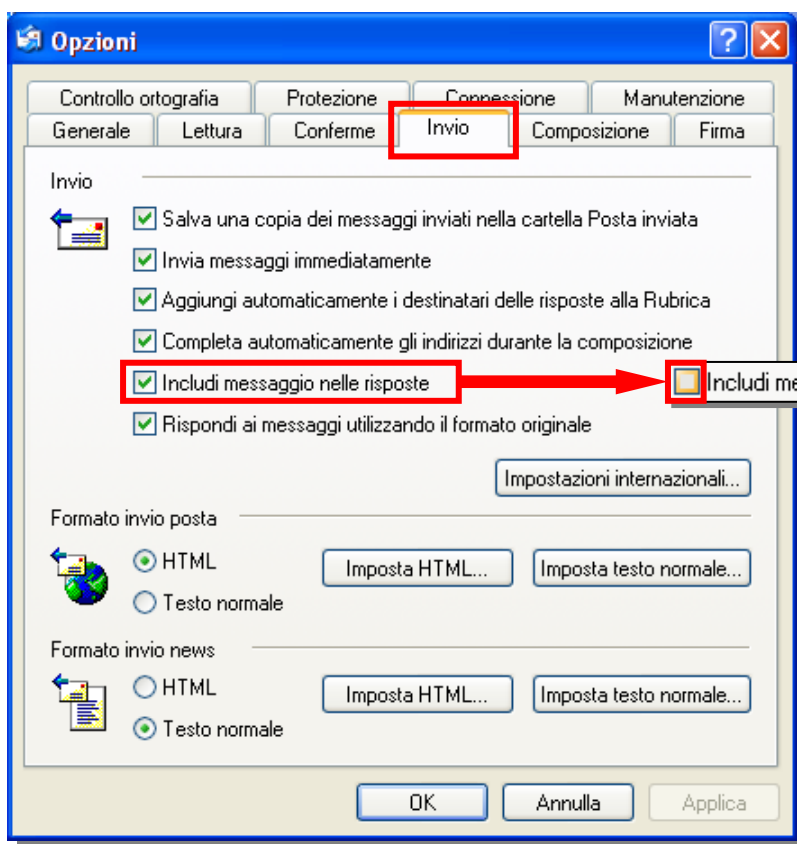 Opzioni
Controllo ortografia Protezione Connessione Manutenzione
Generale Lettura Conferme Invio Composizione Firma
Invio
Salva una copia dei messaggi inviati nella cartella Posta inviata
Invia messaggi immediatamente
Aggiungi automaticamente i destinatari delle risposte alla Rubrica
Completa automaticamente gli indirizzi durante la composizione
Includi messaggio nelle risposte Includi me
Rispondi ai messaggi utilizzando il formato originale
Impostazioni internazionali...
Formato invio posta
HTML Imposta HTML... Imposta testo normale...
Testo normale
Formato invio news
HTML Imposta HTML... Imposta testo normale...
Testo normale
OK Annulla Applica